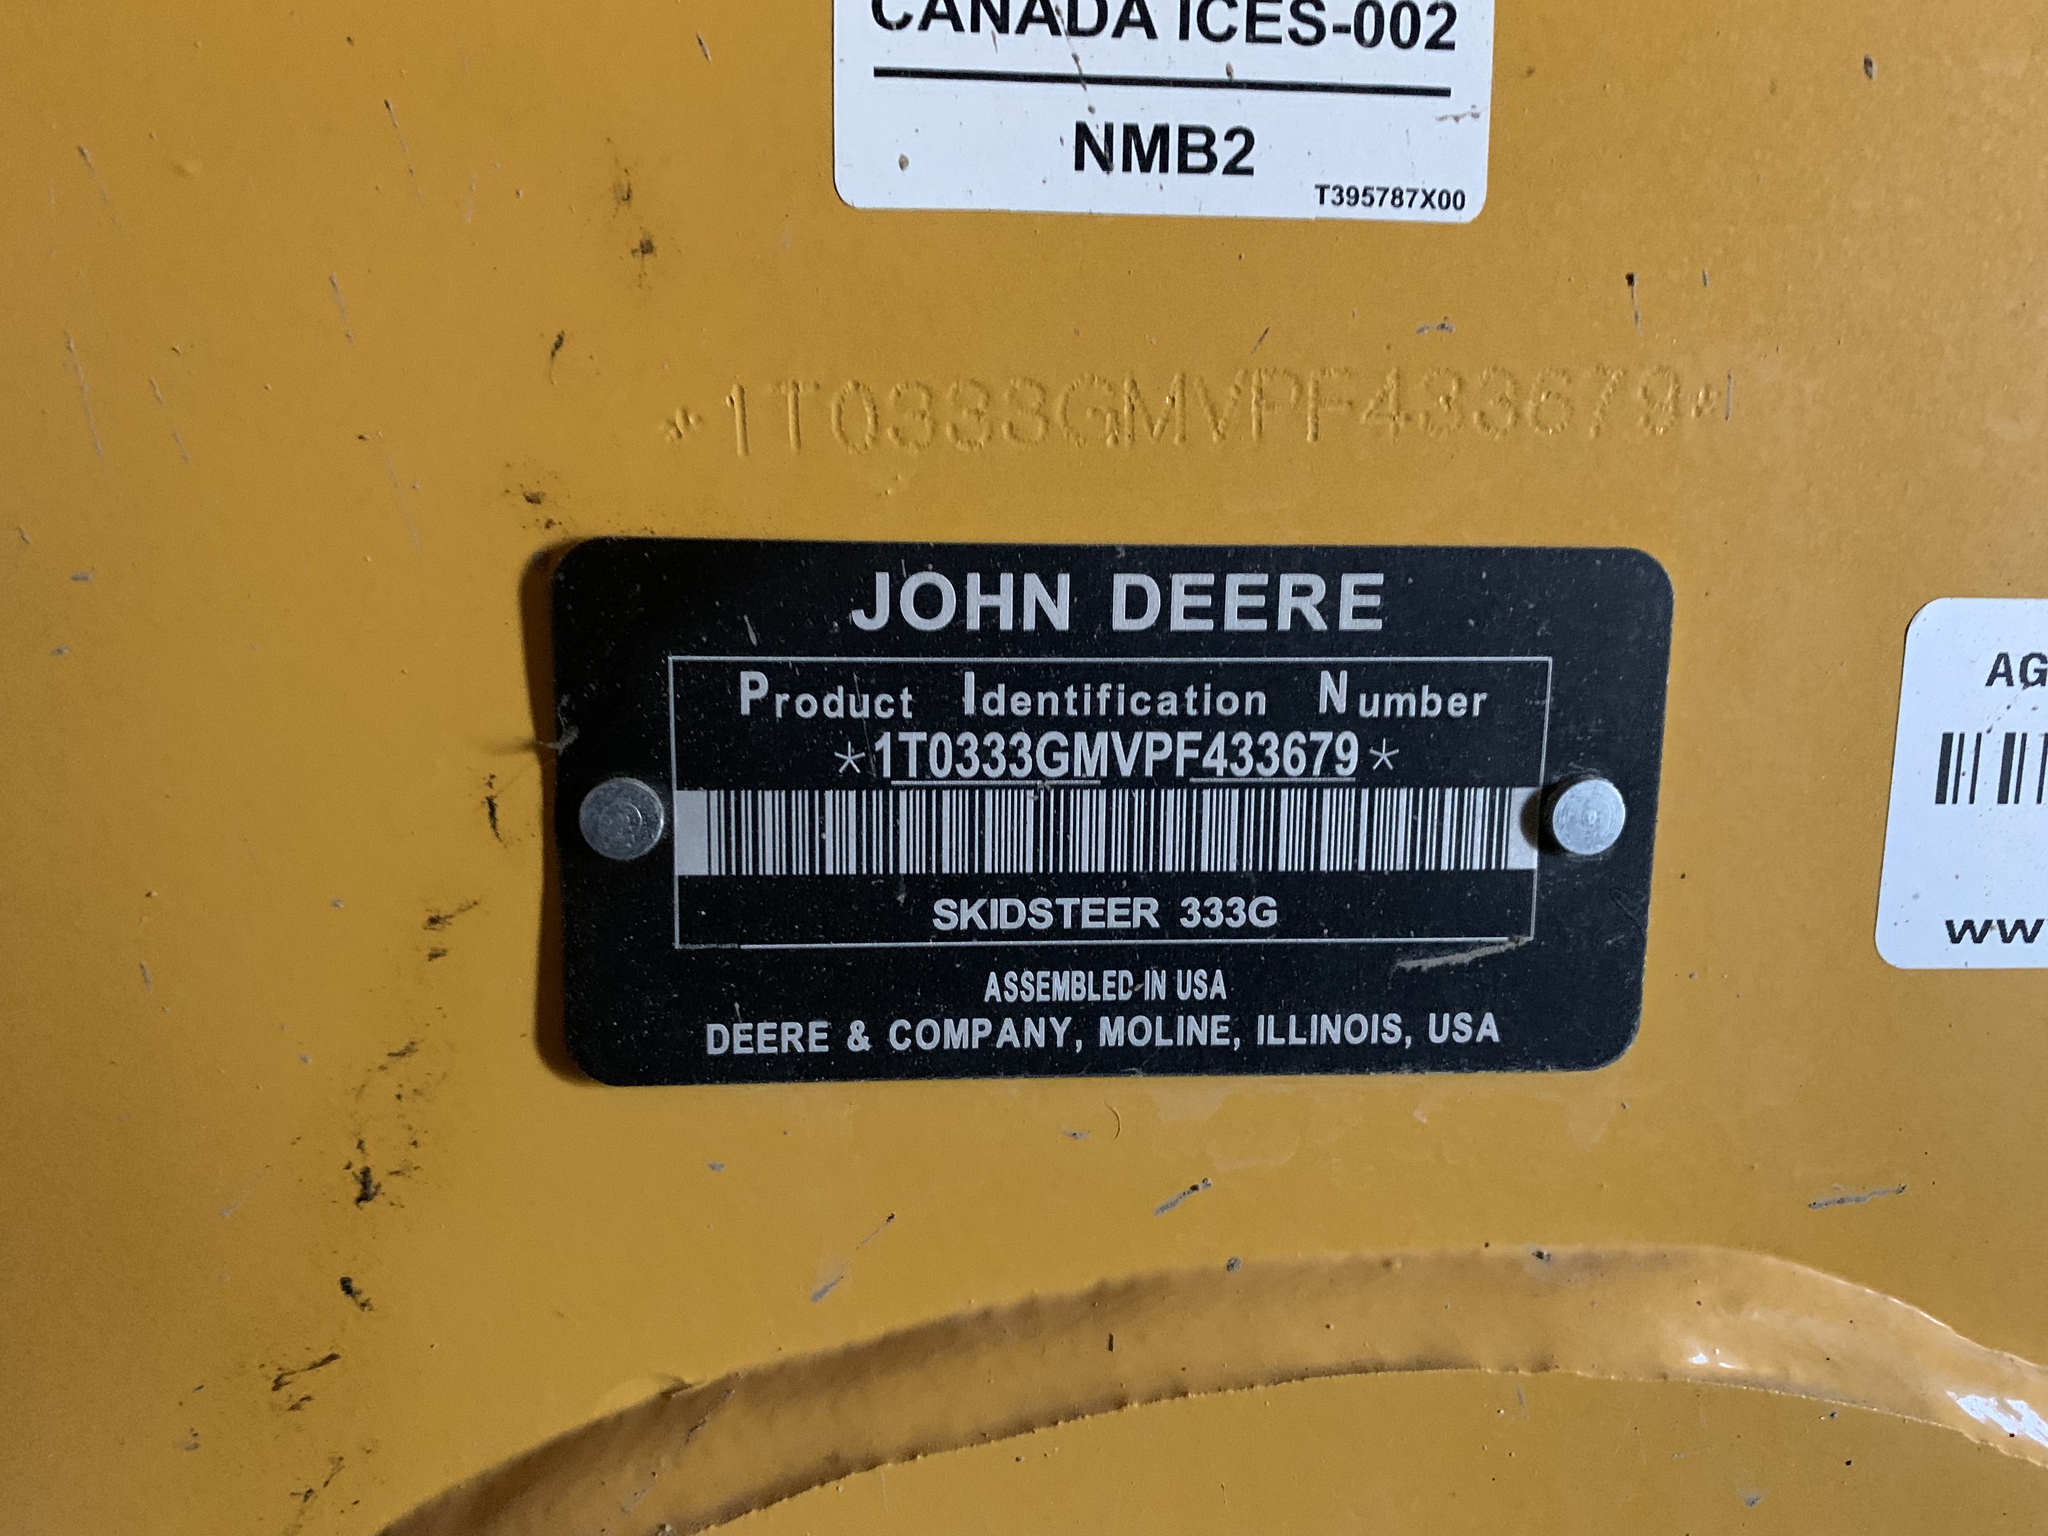 CANADA ICES-002
NMB2
T395787X00
*1T0333GMVPF433679*
JOHN DEERE
Product Identification Number
*1T0333GMVPF433679*
SKIDSTEER 333G
ASSEMBLED IN USA
DEERE & COMPANY, MOLINE, ILLINOIS, USA
AG
ww